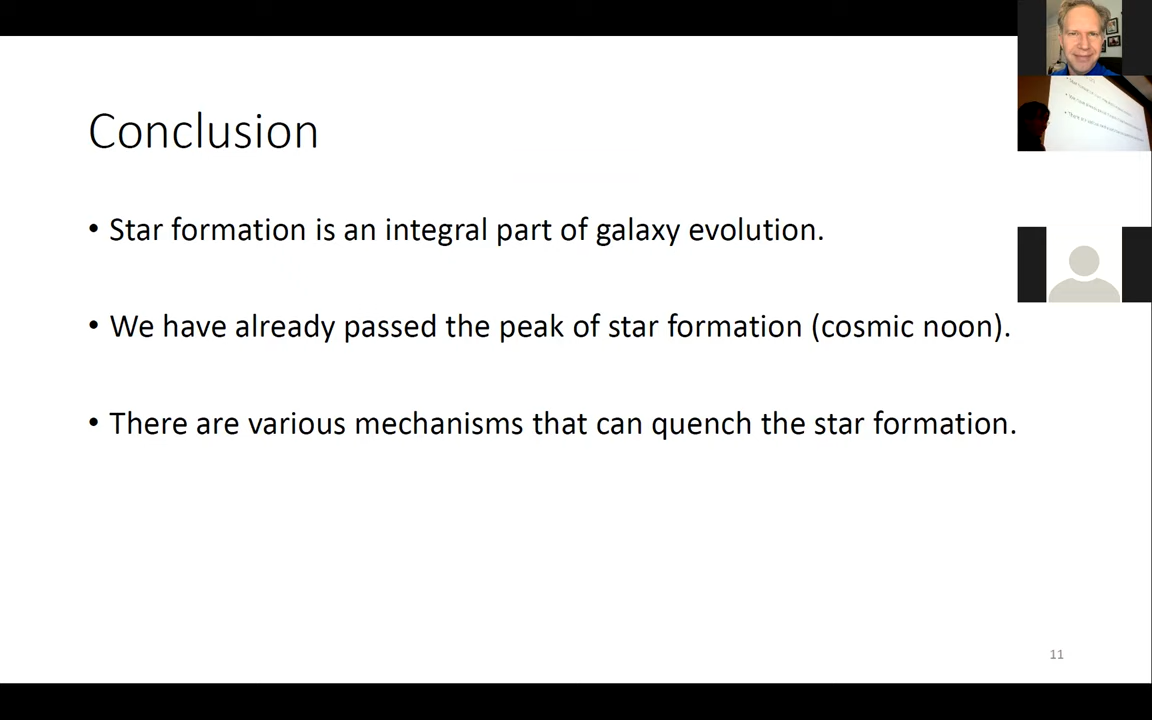 Conclusion
• Star formation is an integral part of galaxy evolution.
• We have already passed the peak of star formation (cosmic noon).
• There are various mechanisms that can quench the star formation.
11